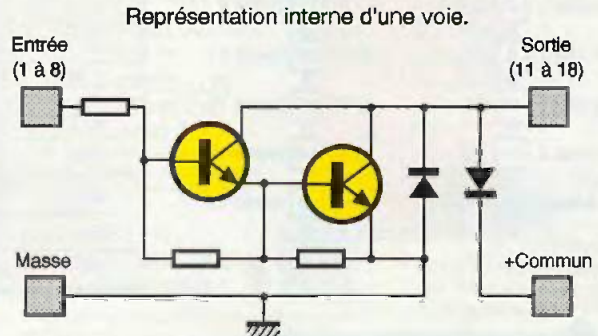 Représentation interne d'une voie.
Entrée
(1 à 8)
Sortie
(11 à 18)
Masse
+Commun